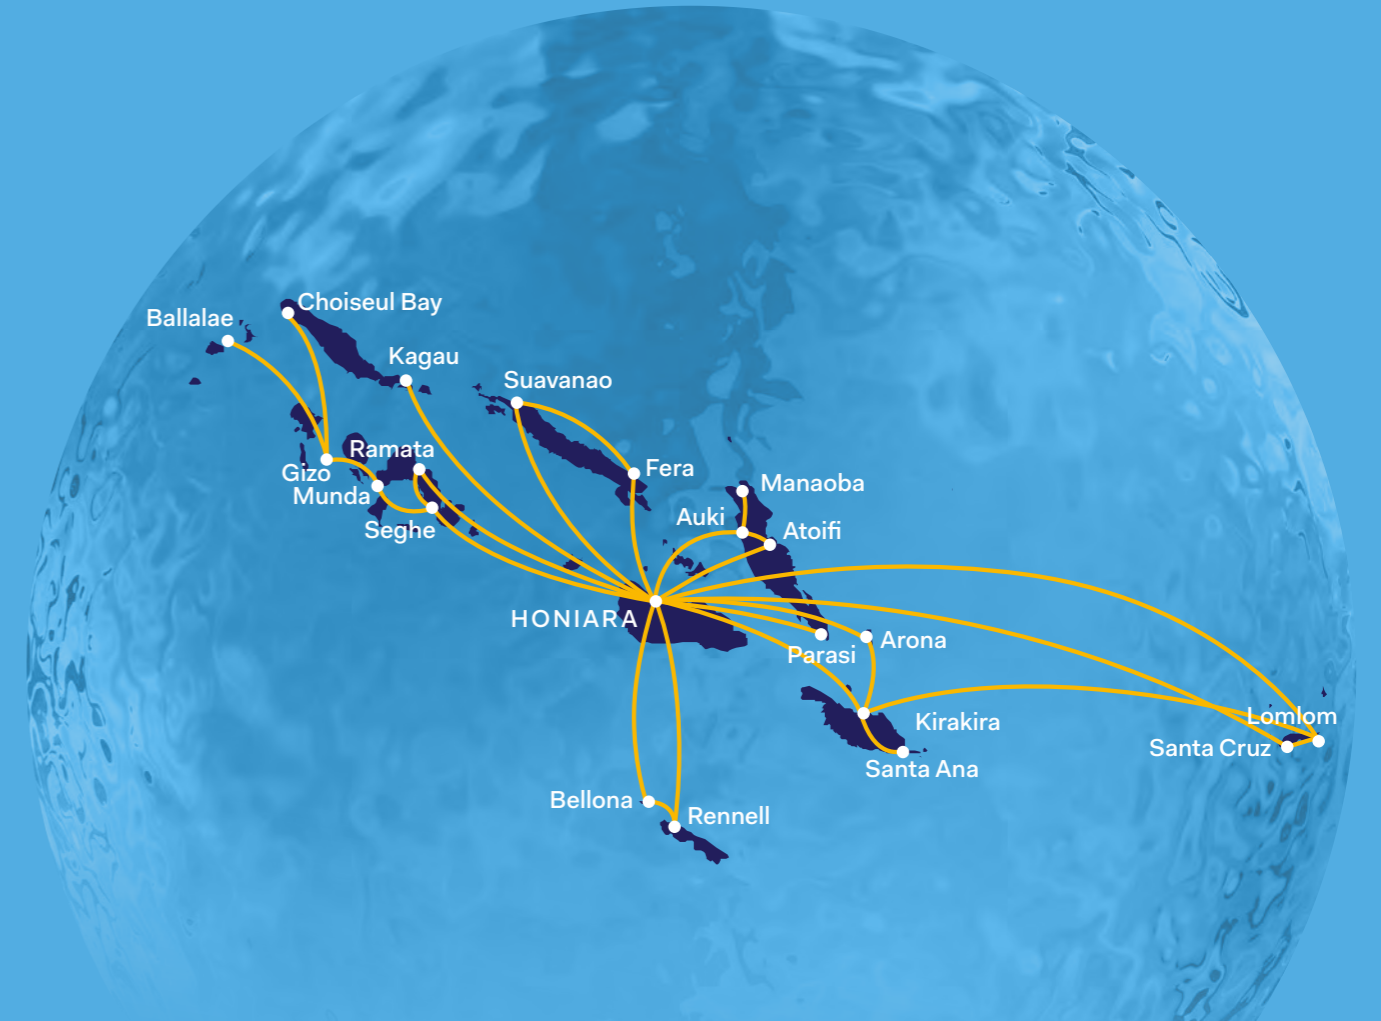 Choiseul Bay
Ballalae
Kagau
Suavanao
Ramata
Fera
Gizo
Manaoba
Munda
Auki
Seghe
Atoifi
HONIARA
Arona
Parasi
Lomlom
Kirakira
Santa Cruz
Santa Ana
Bellona
Rennell